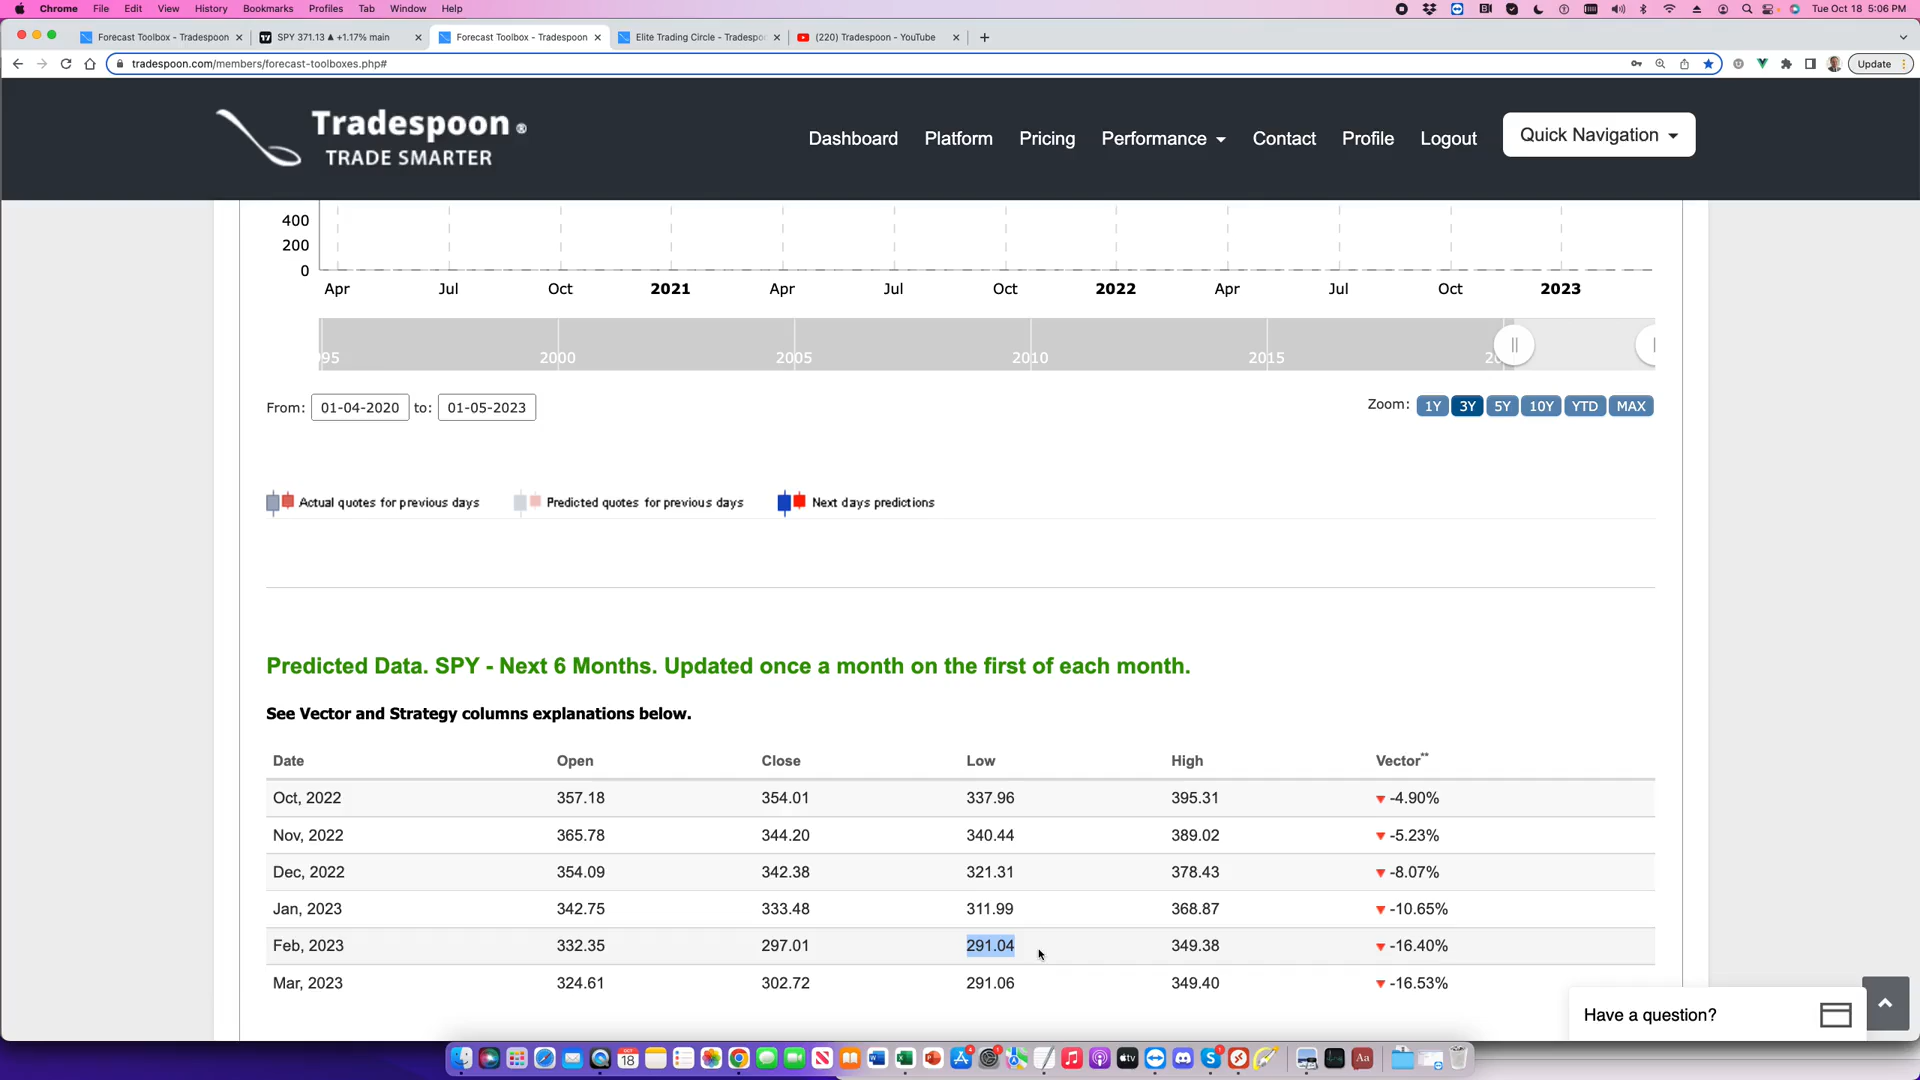 Chrome File Edit View History Bookmarks Profiles Tab Window Help Tue Oct 18 5:06 PM
Forecast Toolbox - Tradespoon SPY 371.13 ▲ +1.17% main Forecast Toolbox - Tradespoon Elite Trading Circle - Tradespo (220) Tradespoon - YouTube
tradespoon.com/members/forecast-toolboxes.php# Update
Tradespoon ®
TRADE SMARTER
Dashboard Platform Pricing Performance Contact Profile Logout Quick Navigation
400
200
0
Apr Jul Oct 2021 Apr Jul Oct 2022 Apr Jul Oct 2023
95 2000 2005 2010 2015 20
From: 01-04-2020 to: 01-05-2023 Zoom: 1Y 3Y 5Y 10Y YTD MAX
Actual quotes for previous days Predicted quotes for previous days Next days predictions
Predicted Data. SPY - Next 6 Months. Updated once a month on the first of each month.
See Vector and Strategy columns explanations below.
Date Open Close Low High Vector**
Oct, 2022 357.18 354.01 337.96 395.31 ▼ -4.90%
Nov, 2022 365.78 344.20 340.44 389.02 ▼ -5.23%
Dec, 2022 354.09 342.38 321.31 378.43 ▼ -8.07%
Jan, 2023 342.75 333.48 311.99 368.87 ▼ -10.65%
Feb, 2023 332.35 297.01 291.04 349.38 ▼ -16.40%
Mar, 2023 324.61 302.72 291.06 349.40 ▼ -16.53%
Have a question?